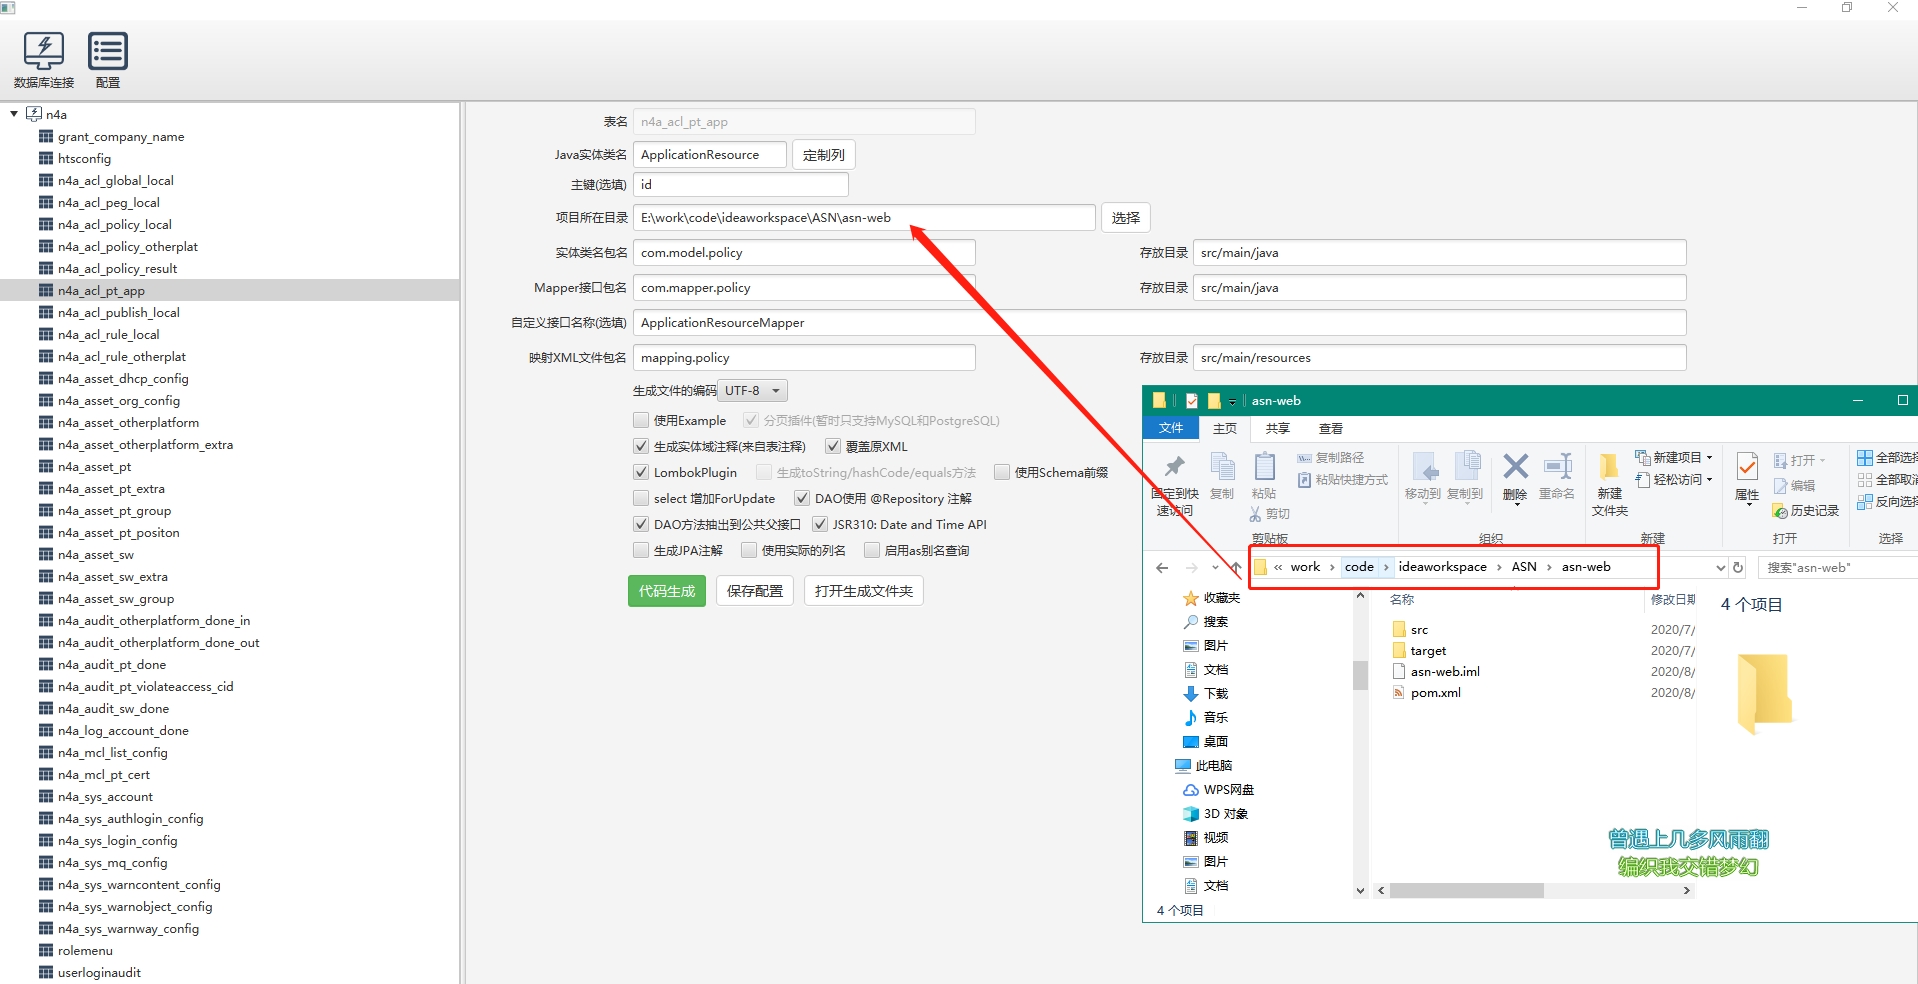 数据库连接 配置
n4a
grant_company_name
htsconfig
n4a_acl_global_local
n4a_acl_peg_local
n4a_acl_policy_local
n4a_acl_policy_otherplat
n4a_acl_policy_result
n4a_acl_pt_app
n4a_acl_publish_local
n4a_acl_rule_local
n4a_acl_rule_otherplat
n4a_asset_dhcp_config
n4a_asset_org_config
n4a_asset_otherplatform
n4a_asset_otherplatform_extra
n4a_asset_pt
n4a_asset_pt_extra
n4a_asset_pt_group
n4a_asset_pt_positon
n4a_asset_sw
n4a_asset_sw_extra
n4a_asset_sw_group
n4a_audit_otherplatform_done_in
n4a_audit_otherplatform_done_out
n4a_audit_pt_done
n4a_audit_pt_violateaccess_cid
n4a_audit_sw_done
n4a_log_account_done
n4a_mcl_list_config
n4a_mcl_pt_cert
n4a_sys_account
n4a_sys_authlogin_config
n4a_sys_login_config
n4a_sys_mq_config
n4a_sys_warncontent_config
n4a_sys_warnobject_config
n4a_sys_warnway_config
rolemenu
userloginaudit
表名 n4a_acl_pt_app
Java实体类名 ApplicationResource 定制列
主键(选填) id
项目所在目录 E:\work\code\ideaworkspace\ASN\asn-web 选择
实体类名包名 com.model.policy 存放目录 src/main/java
Mapper接口包名 com.mapper.policy 存放目录 src/main/java
自定义接口名称(选填) ApplicationResourceMapper
映射XML文件包名 mapping.policy 存放目录 src/main/resources
生成文件的编码 UTF-8
使用Example 分页插件(暂时只支持MySQL和PostgreSQL)
生成实体域注释(来自表注释) 覆盖原XML
LombokPlugin 生成toString/hashCode/equals方法 使用Schema前缀
select 增加ForUpdate DAO使用 @Repository 注解
DAO方法抽出到公共父接口 JSR310: Date and Time API
生成JPA注解 使用实际的列名 启用as别名查询
代码生成 保存配置 打开生成文件夹
asn-web
文件 主页 共享 查看
固定到快速访问 复制 粘贴 复制路径 粘贴快捷方式 剪切
移动到 复制到 删除 重命名
新建文件夹 新建项目 轻松访问
属性 打开 编辑 历史记录
全部选择
全部取消
反向选择
剪贴板 组织 新建 打开 选择
« work › code › ideaworkspace › ASN › asn-web 搜索"asn-web"
收藏夹
搜索
图片
文档
下载
音乐
桌面
此电脑
WPS网盘
3D 对象
视频
图片
文档
名称 修改日期
src 2020/7/
target 2020/7/
asn-web.iml 2020/8/
pom.xml 2020/8/
4 个项目
4 个项目
曾遇上几多风雨翻
编织我交错梦幻